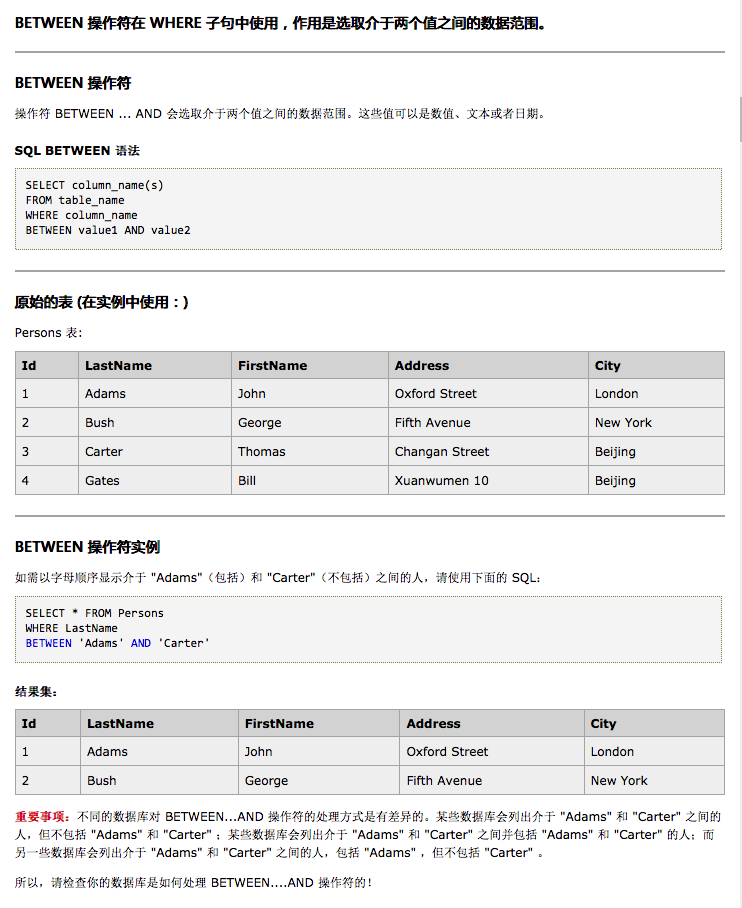 BETWEEN 操作符在 WHERE 子句中使用，作用是选取介于两个值之间的数据范围。
BETWEEN 操作符
操作符 BETWEEN ... AND 会选取介于两个值之间的数据范围。这些值可以是数值、文本或者日期。
SQL BETWEEN 语法
SELECT column_name(s)
FROM table_name
WHERE column_name
BETWEEN value1 AND value2
原始的表 (在实例中使用：)
Persons 表:
Id LastName FirstName Address City
1 Adams John Oxford Street London
2 Bush George Fifth Avenue New York
3 Carter Thomas Changan Street Beijing
4 Gates Bill Xuanwumen 10 Beijing
BETWEEN 操作符实例
如需以字母顺序显示介于 "Adams"（包括）和 "Carter"（不包括）之间的人，请使用下面的 SQL：
SELECT * FROM Persons
WHERE LastName
BETWEEN 'Adams' AND 'Carter'
结果集：
Id LastName FirstName Address City
1 Adams John Oxford Street London
2 Bush George Fifth Avenue New York
重要事项：不同的数据库对 BETWEEN...AND 操作符的处理方式是有差异的。某些数据库会列出介于 "Adams" 和 "Carter" 之间的
人，但不包括 "Adams" 和 "Carter" ；某些数据库会列出介于 "Adams" 和 "Carter" 之间并包括 "Adams" 和 "Carter" 的人；而
另一些数据库会列出介于 "Adams" 和 "Carter" 之间的人，包括 "Adams" ，但不包括 "Carter" 。
所以，请检查你的数据库是如何处理 BETWEEN....AND 操作符的！